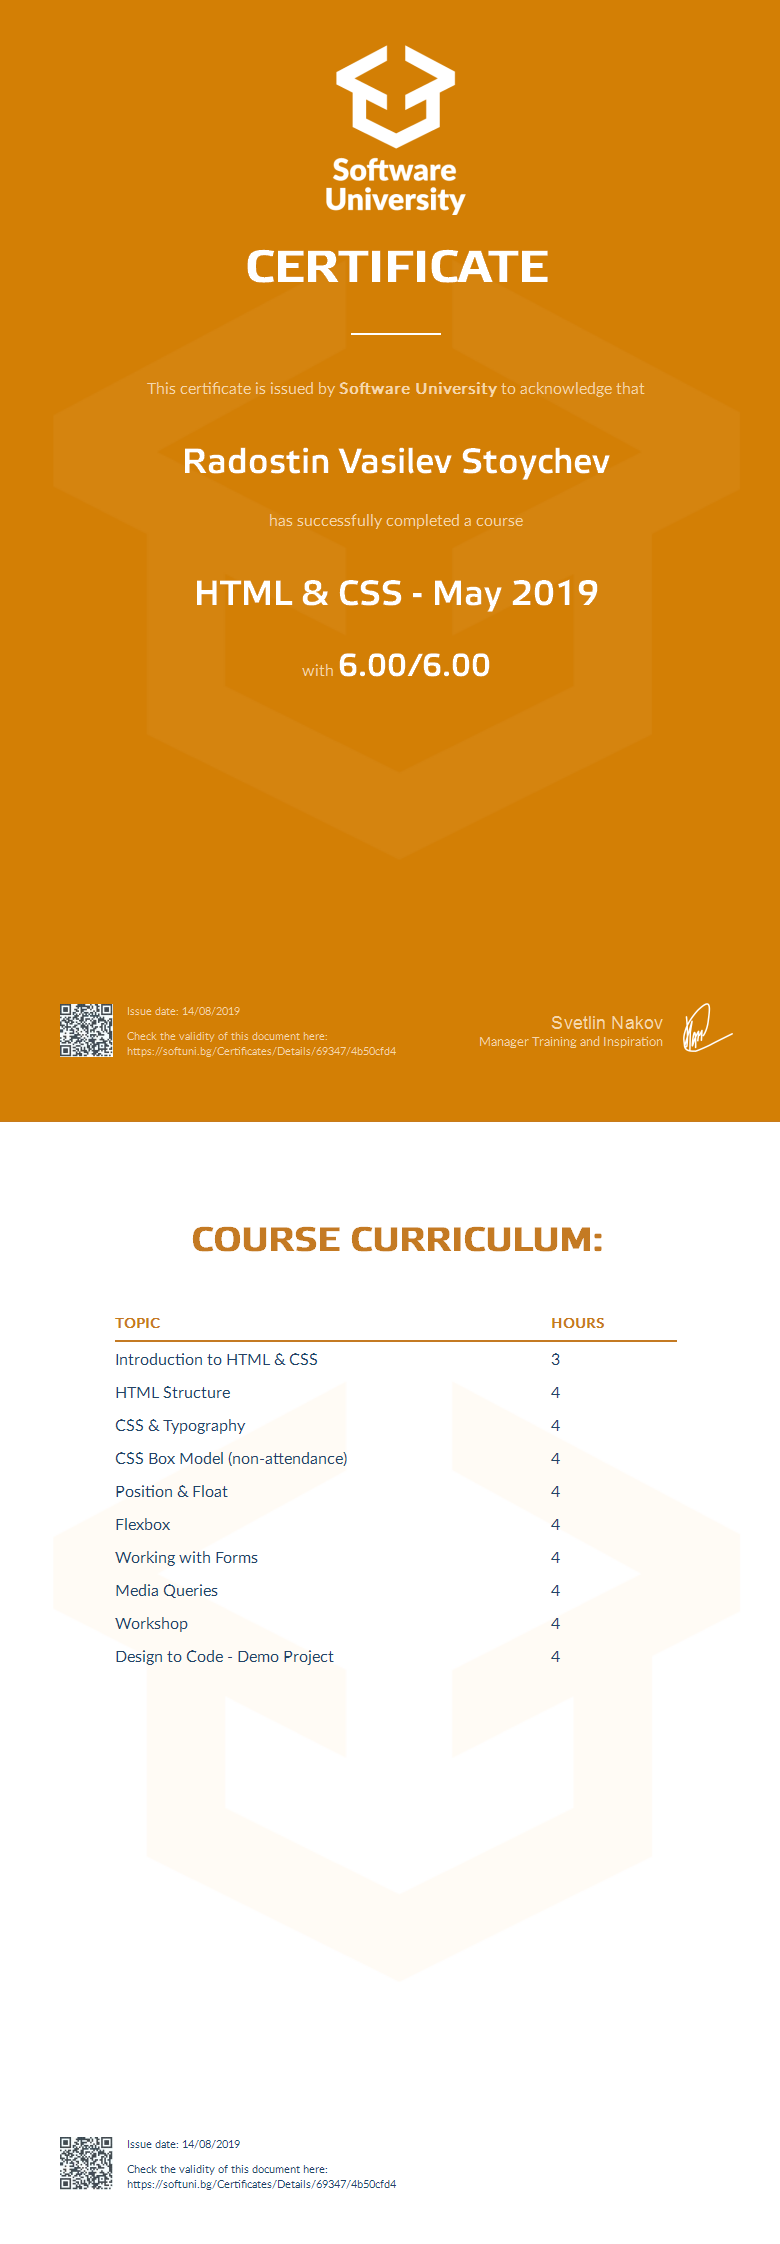 Software
University
CERTIFICATE
This certificate is issued by Software University to acknowledge that
Radostin Vasilev Stoychev
has successfully completed a course
HTML & CSS - May 2019
with 6.00/6.00
Issue date: 14/08/2019
Check the validity of this document here:
https://softuni.bg/Certificates/Details/69347/4b50cfd4
Svetlin Nakov
Manager Training and Inspiration
COURSE CURRICULUM:
TOPIC HOURS
Introduction to HTML & CSS 3
HTML Structure 4
CSS & Typography 4
CSS Box Model (non-attendance) 4
Position & Float 4
Flexbox 4
Working with Forms 4
Media Queries 4
Workshop 4
Design to Code - Demo Project 4
Issue date: 14/08/2019
Check the validity of this document here:
https://softuni.bg/Certificates/Details/69347/4b50cfd4